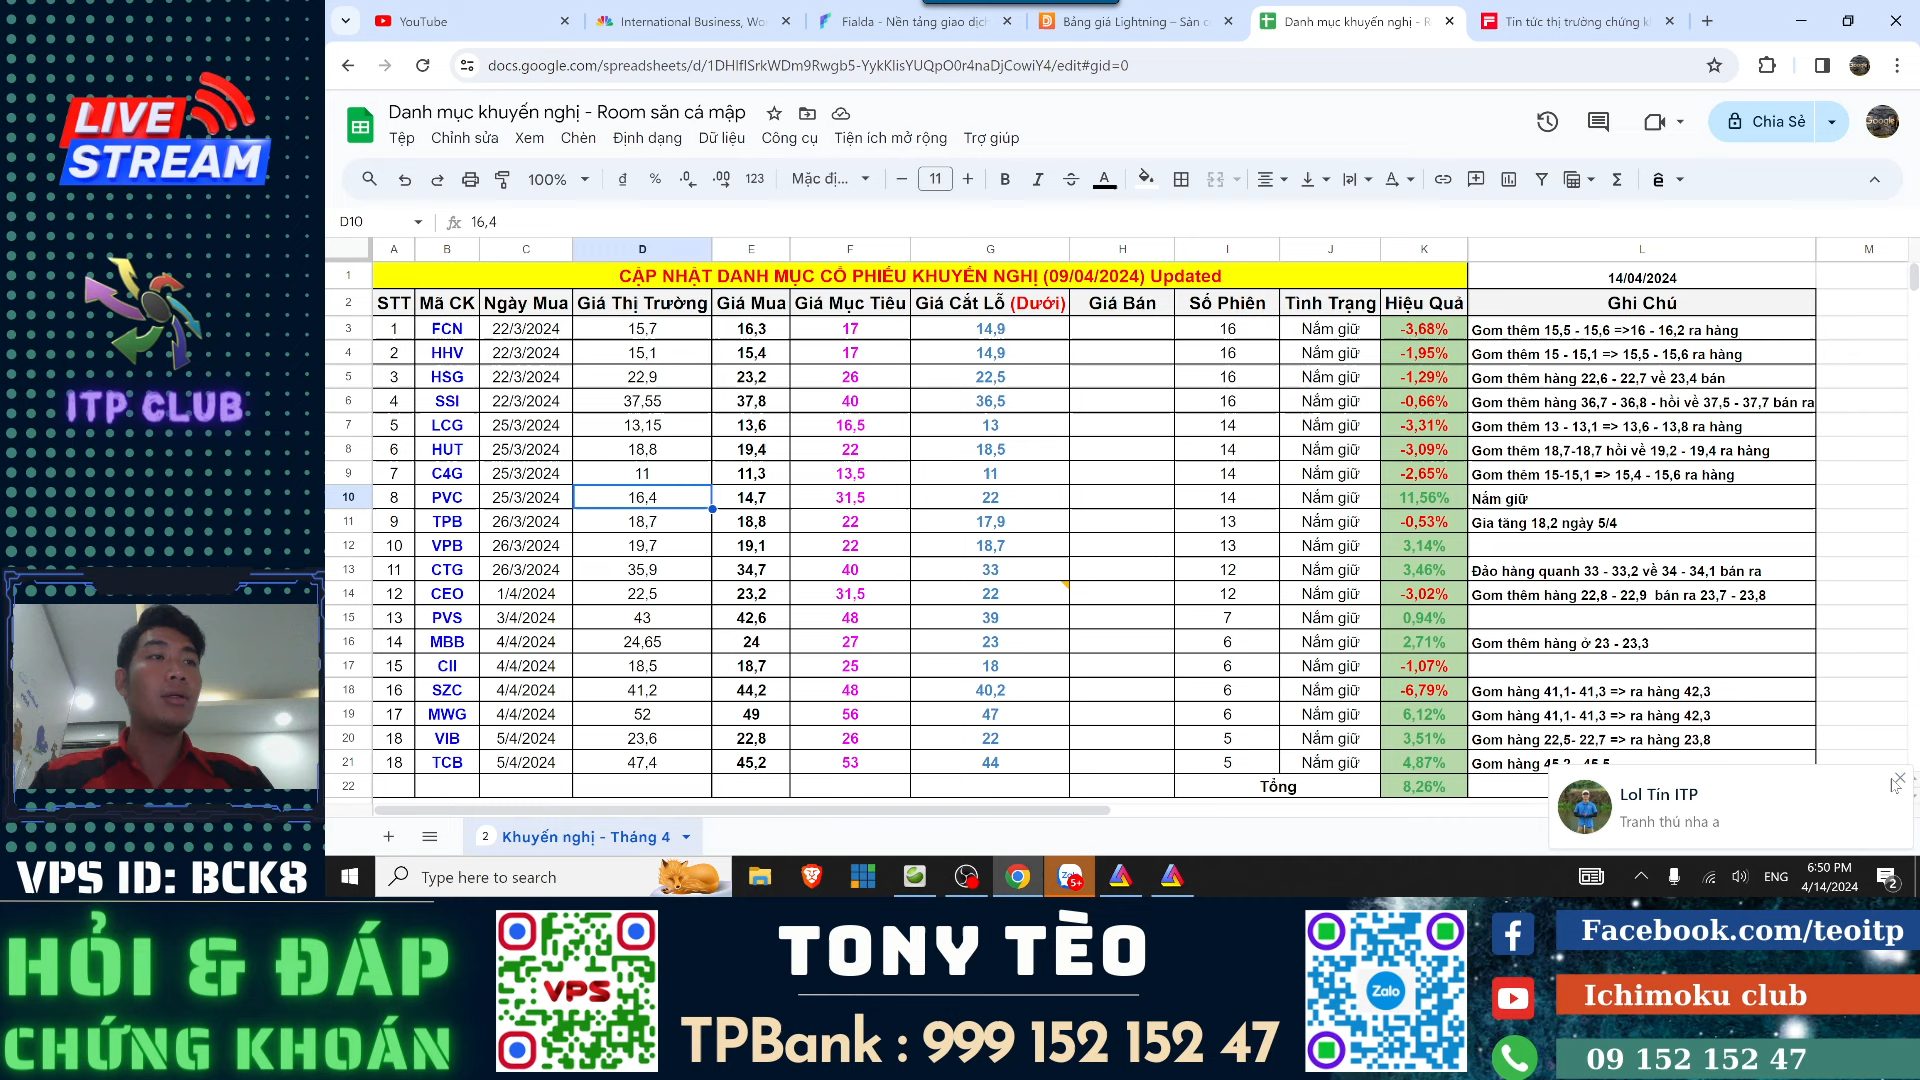 YouTube
International Business, Wo
Fialda - Nền tảng giao dịch
Bảng giá Lightning – Sàn c
Danh mục khuyến nghị - R
Tin tức thị trường chứng k
docs.google.com/spreadsheets/d/1DHIfISrkWDm9Rwgb5-YykKlisYUQpO0r4naDjCowiY4/edit#gid=0
LIVE
STREAM
ITP CLUB
Danh mục khuyến nghị - Room săn cá mập
Tệp Chỉnh sửa Xem Chèn Định dạng Dữ liệu Công cụ Tiện ích mở rộng Trợ giúp
Chia Sẻ
100% đ % .0 .00 123 Mặc đị... 11
D10 fx 16,4
A B C D E F G H I J K L M
1 CẬP NHẬT DANH MỤC CỔ PHIẾU KHUYẾN NGHỊ (09/04/2024) Updated 14/04/2024
2 STT Mã CK Ngày Mua Giá Thị Trường Giá Mua Giá Mục Tiêu Giá Cắt Lỗ (Dưới) Giá Bán Số Phiên Tình Trạng Hiệu Quả Ghi Chú
3 1 FCN 22/3/2024 15,7 16,3 17 14,9 16 Nắm giữ -3,68% Gom thêm 15,5 - 15,6 =>16 - 16,2 ra hàng
4 2 HHV 22/3/2024 15,1 15,4 17 14,9 16 Nắm giữ -1,95% Gom thêm 15 - 15,1 => 15,5 - 15,6 ra hàng
5 3 HSG 22/3/2024 22,9 23,2 26 22,5 16 Nắm giữ -1,29% Gom thêm hàng 22,6 - 22,7 về 23,4 bán
6 4 SSI 22/3/2024 37,55 37,8 40 36,5 16 Nắm giữ -0,66% Gom thêm hàng 36,7 - 36,8 - hồi về 37,5 - 37,7 bán ra
7 5 LCG 25/3/2024 13,15 13,6 16,5 13 14 Nắm giữ -3,31% Gom thêm 13 - 13,1 => 13,6 - 13,8 ra hàng
8 6 HUT 25/3/2024 18,8 19,4 22 18,5 14 Nắm giữ -3,09% Gom thêm 18,7-18,7 hồi về 19,2 - 19,4 ra hàng
9 7 C4G 25/3/2024 11 11,3 13,5 11 14 Nắm giữ -2,65% Gom thêm 15-15,1 => 15,4 - 15,6 ra hàng
10 8 PVC 25/3/2024 16,4 14,7 31,5 22 14 Nắm giữ 11,56% Nắm giữ
11 9 TPB 26/3/2024 18,7 18,8 22 17,9 13 Nắm giữ -0,53% Gia tăng 18,2 ngày 5/4
12 10 VPB 26/3/2024 19,7 19,1 22 18,7 13 Nắm giữ 3,14%
13 11 CTG 26/3/2024 35,9 34,7 40 33 12 Nắm giữ 3,46% Đảo hàng quanh 33 - 33,2 về 34 - 34,1 bán ra
14 12 CEO 1/4/2024 22,5 23,2 31,5 22 12 Nắm giữ -3,02% Gom thêm hàng 22,8 - 22,9 bán ra 23,7 - 23,8
15 13 PVS 3/4/2024 43 42,6 48 39 7 Nắm giữ 0,94%
16 14 MBB 4/4/2024 24,65 24 27 23 6 Nắm giữ 2,71% Gom thêm hàng ở 23 - 23,3
17 15 CII 4/4/2024 18,5 18,7 25 18 6 Nắm giữ -1,07%
18 16 SZC 4/4/2024 41,2 44,2 48 40,2 6 Nắm giữ -6,79% Gom hàng 41,1- 41,3 => ra hàng 42,3
19 17 MWG 4/4/2024 52 49 56 47 6 Nắm giữ 6,12% Gom hàng 41,1- 41,3 => ra hàng 42,3
20 18 VIB 5/4/2024 23,6 22,8 26 22 5 Nắm giữ 3,51% Gom hàng 22,5- 22,7 => ra hàng 23,8
21 18 TCB 5/4/2024 47,4 45,2 53 44 5 Nắm giữ 4,87% Gom hàng 45,2 - 45,5
22 Tổng 8,26%
Lol Tín ITP
Tranh thủ nha a
2 Khuyến nghị - Tháng 4
Type here to search
5+
ENG
6:50 PM
4/14/2024
2
VPS ID: BCK8
HỎI & ĐÁP
CHỨNG KHOÁN
VPS
TONY TÈO
TPBank : 999 152 152 47
Zalo
Facebook.com/teoitp
Ichimoku club
09 152 152 47